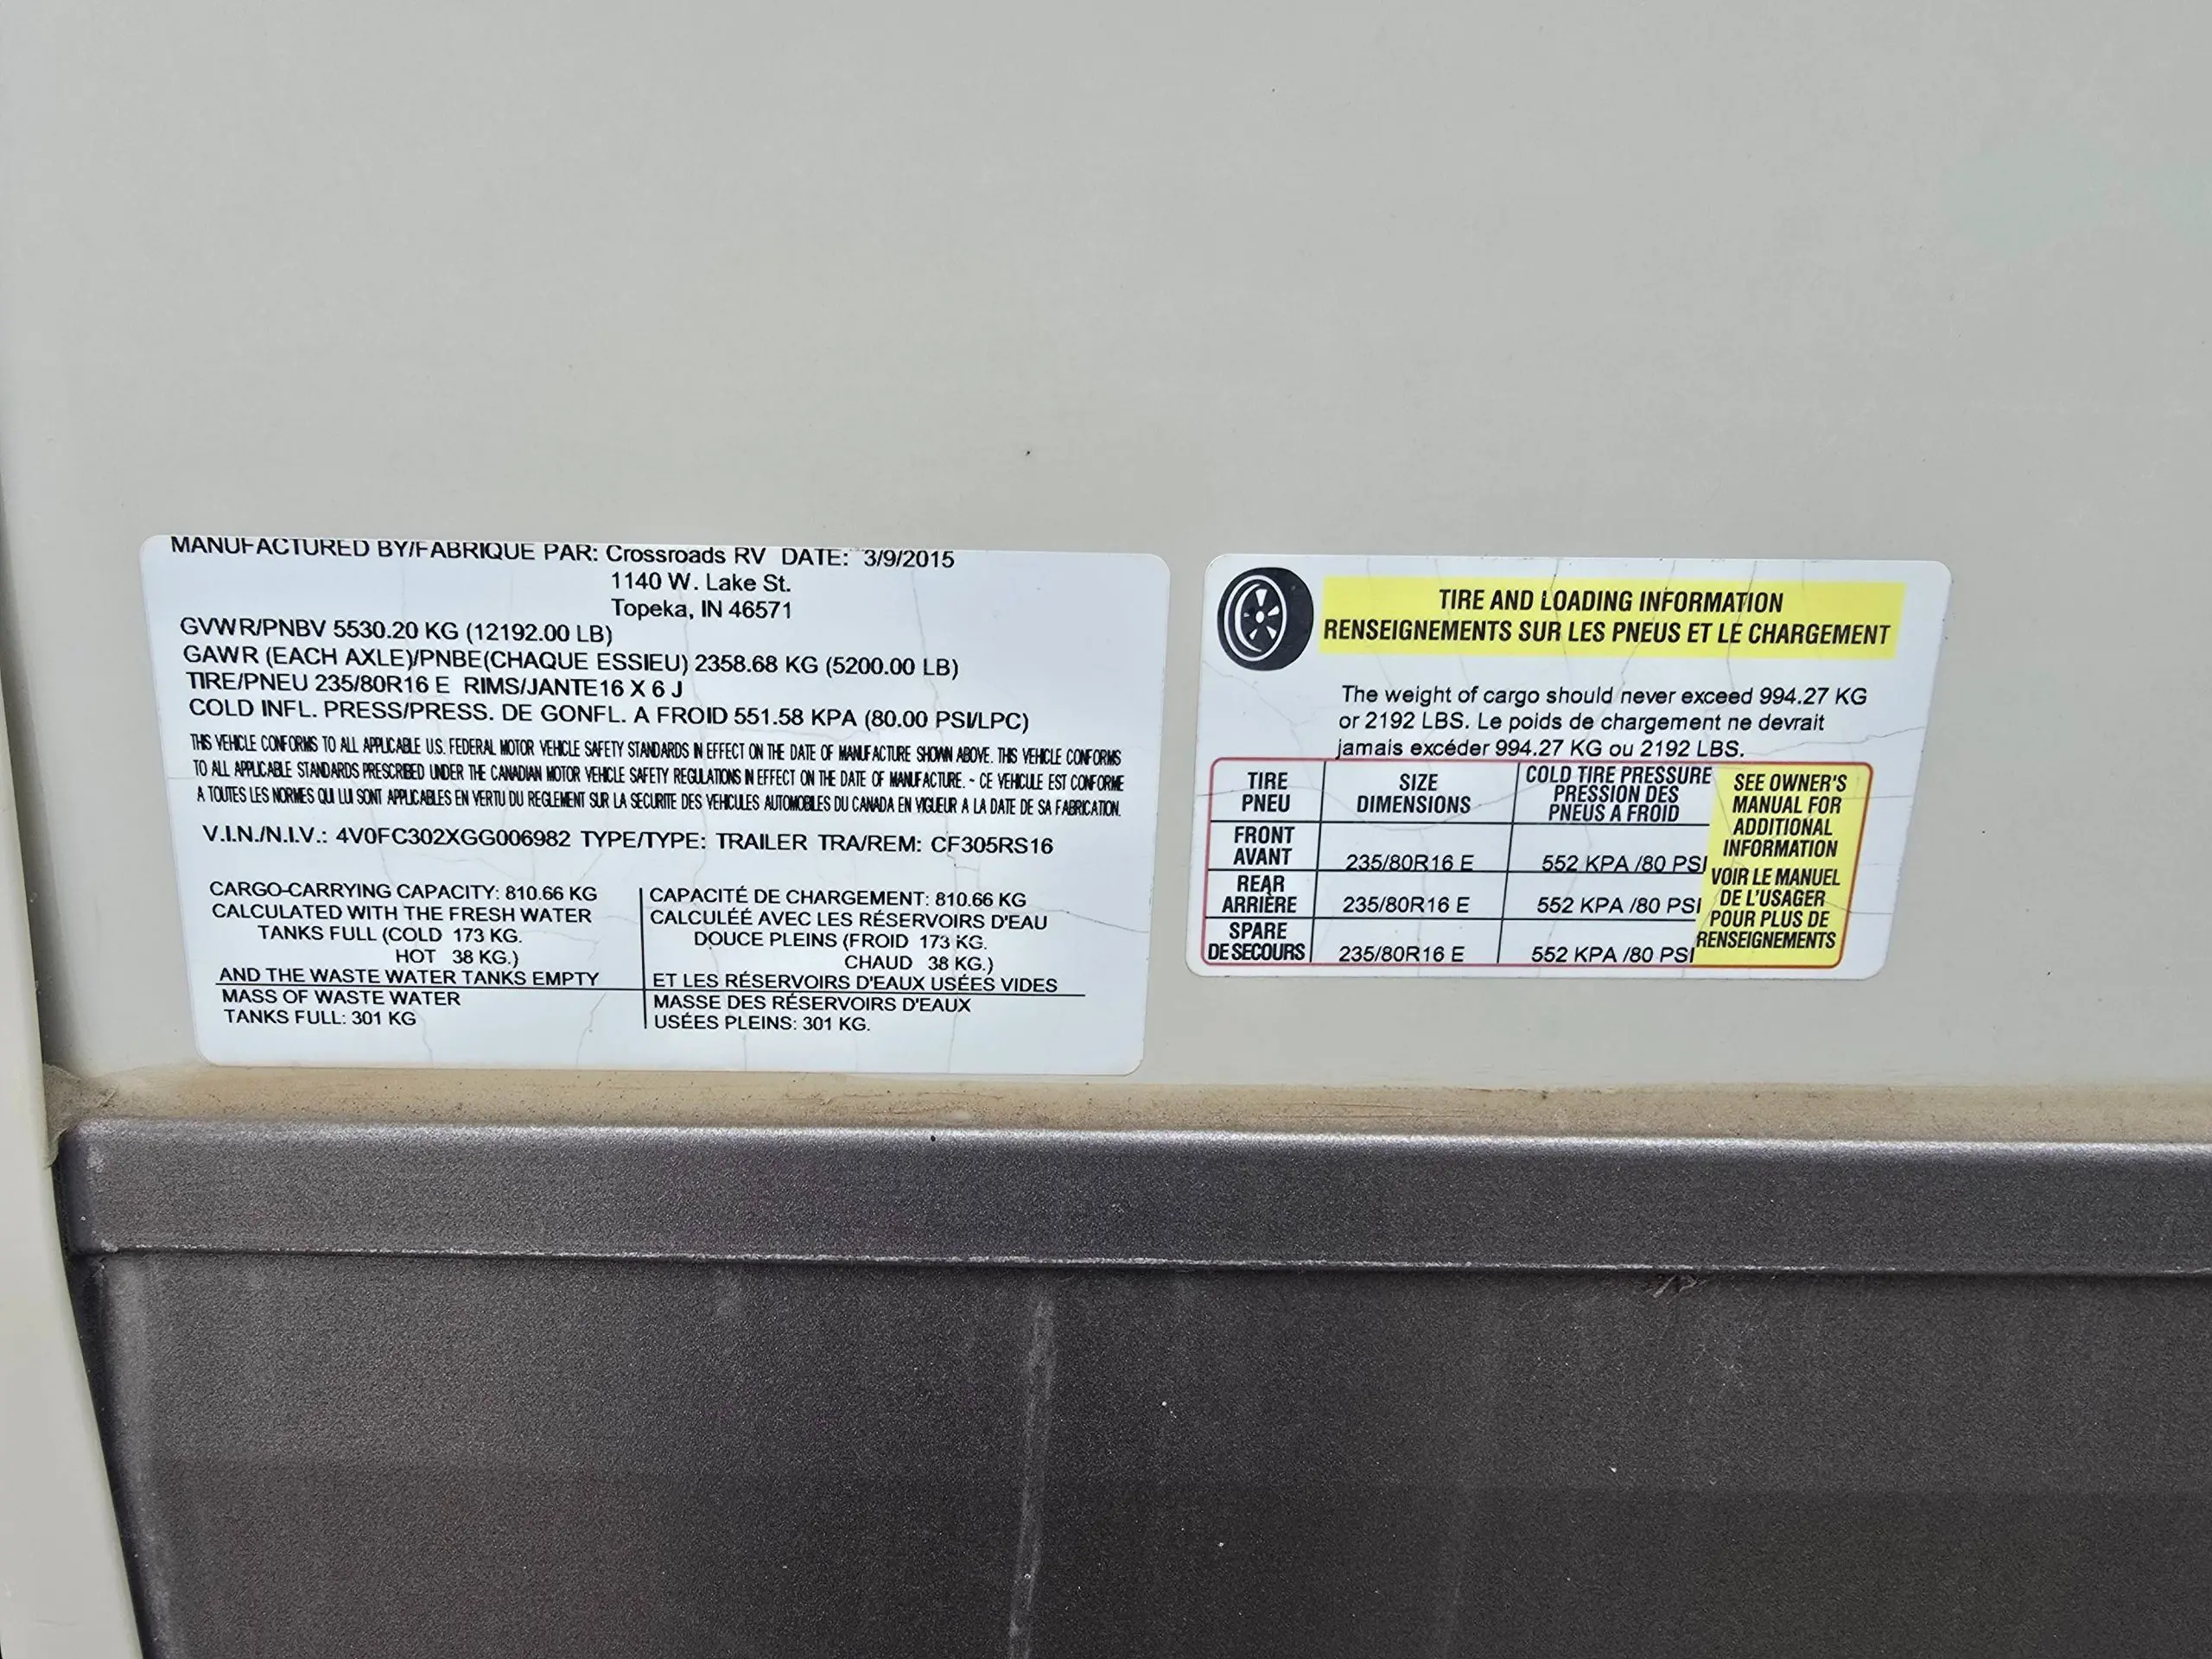 MANUFACTURED BY/FABRIQUE PAR: Crossroads RV DATE: 3/9/2015
1140 W. Lake St.
Topeka, IN 46571
GVWR/PNBV 5530.20 KG (12192.00 LB)
GAWR (EACH AXLE)/PNBE(CHAQUE ESSIEU) 2358.68 KG (5200.00 LB)
TIRE/PNEU 235/80R16 E RIMS/JANTE16 X 6 J
COLD INFL. PRESS/PRESS. DE GONFL. A FROID 551.58 KPA (80.00 PSI/LPC)
THIS VEHICLE CONFORMS TO ALL APPLICABLE U.S. FEDERAL MOTOR VEHICLE SAFETY STANDARDS IN EFFECT ON THE DATE OF MANUFACTURE SHOWN ABOVE. THIS VEHICLE CONFORMS
TO ALL APPLICABLE STANDARDS PRESCRIBED UNDER THE CANADIAN MOTOR VEHICLE SAFETY REGULATIONS IN EFFECT ON THE DATE OF MANUFACTURE. ~ CE VEHICULE EST CONFORME
A TOUTES LES NORMES QUI LUI SONT APPLICABLES EN VERTU DU REGLEMENT SUR LA SECURITE DES VEHICULES AUTOMOBILES DU CANADA EN VIGUEUR A LA DATE DE SA FABRICATION.
V.I.N./N.I.V.: 4V0FC302XGG006982 TYPE/TYPE: TRAILER TRA/REM: CF305RS16
CARGO-CARRYING CAPACITY: 810.66 KG
CALCULATED WITH THE FRESH WATER
TANKS FULL (COLD 173 KG.
HOT 38 KG.)
AND THE WASTE WATER TANKS EMPTY
MASS OF WASTE WATER
TANKS FULL: 301 KG
CAPACITÉ DE CHARGEMENT: 810.66 KG
CALCULÉE AVEC LES RÉSERVOIRS D'EAU
DOUCE PLEINS (FROID 173 KG.
CHAUD 38 KG.)
ET LES RÉSERVOIRS D'EAUX USÉES VIDES
MASSE DES RÉSERVOIRS D'EAUX
USÉES PLEINS: 301 KG.
TIRE AND LOADING INFORMATION
RENSEIGNEMENTS SUR LES PNEUS ET LE CHARGEMENT
The weight of cargo should never exceed 994.27 KG
or 2192 LBS. Le poids de chargement ne devrait
jamais excéder 994.27 KG ou 2192 LBS.
TIRE
PNEU
SIZE
DIMENSIONS
COLD TIRE PRESSURE
PRESSION DES
PNEUS A FROID
FRONT
AVANT
235/80R16 E
552 KPA /80 PSI
REAR
ARRIÈRE
235/80R16 E
552 KPA /80 PSI
SPARE
DE SECOURS
235/80R16 E
552 KPA /80 PSI
SEE OWNER'S
MANUAL FOR
ADDITIONAL
INFORMATION
VOIR LE MANUEL
DE L'USAGER
POUR PLUS DE
RENSEIGNEMENTS